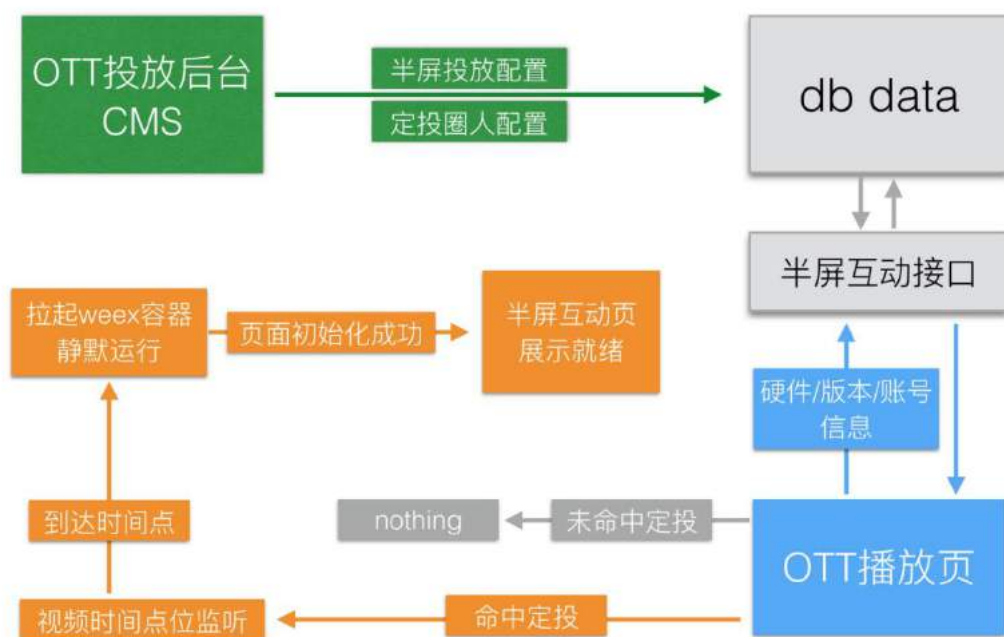 OTT投放后台
CMS
半屏投放配置
定投圈人配置
db data
半屏互动接口
拉起weex容器
静默运行
页面初始化成功
半屏互动页
展示就绪
硬件/版本/账号
信息
到达时间点
nothing
未命中定投
OTT播放页
视频时间点位监听
命中定投